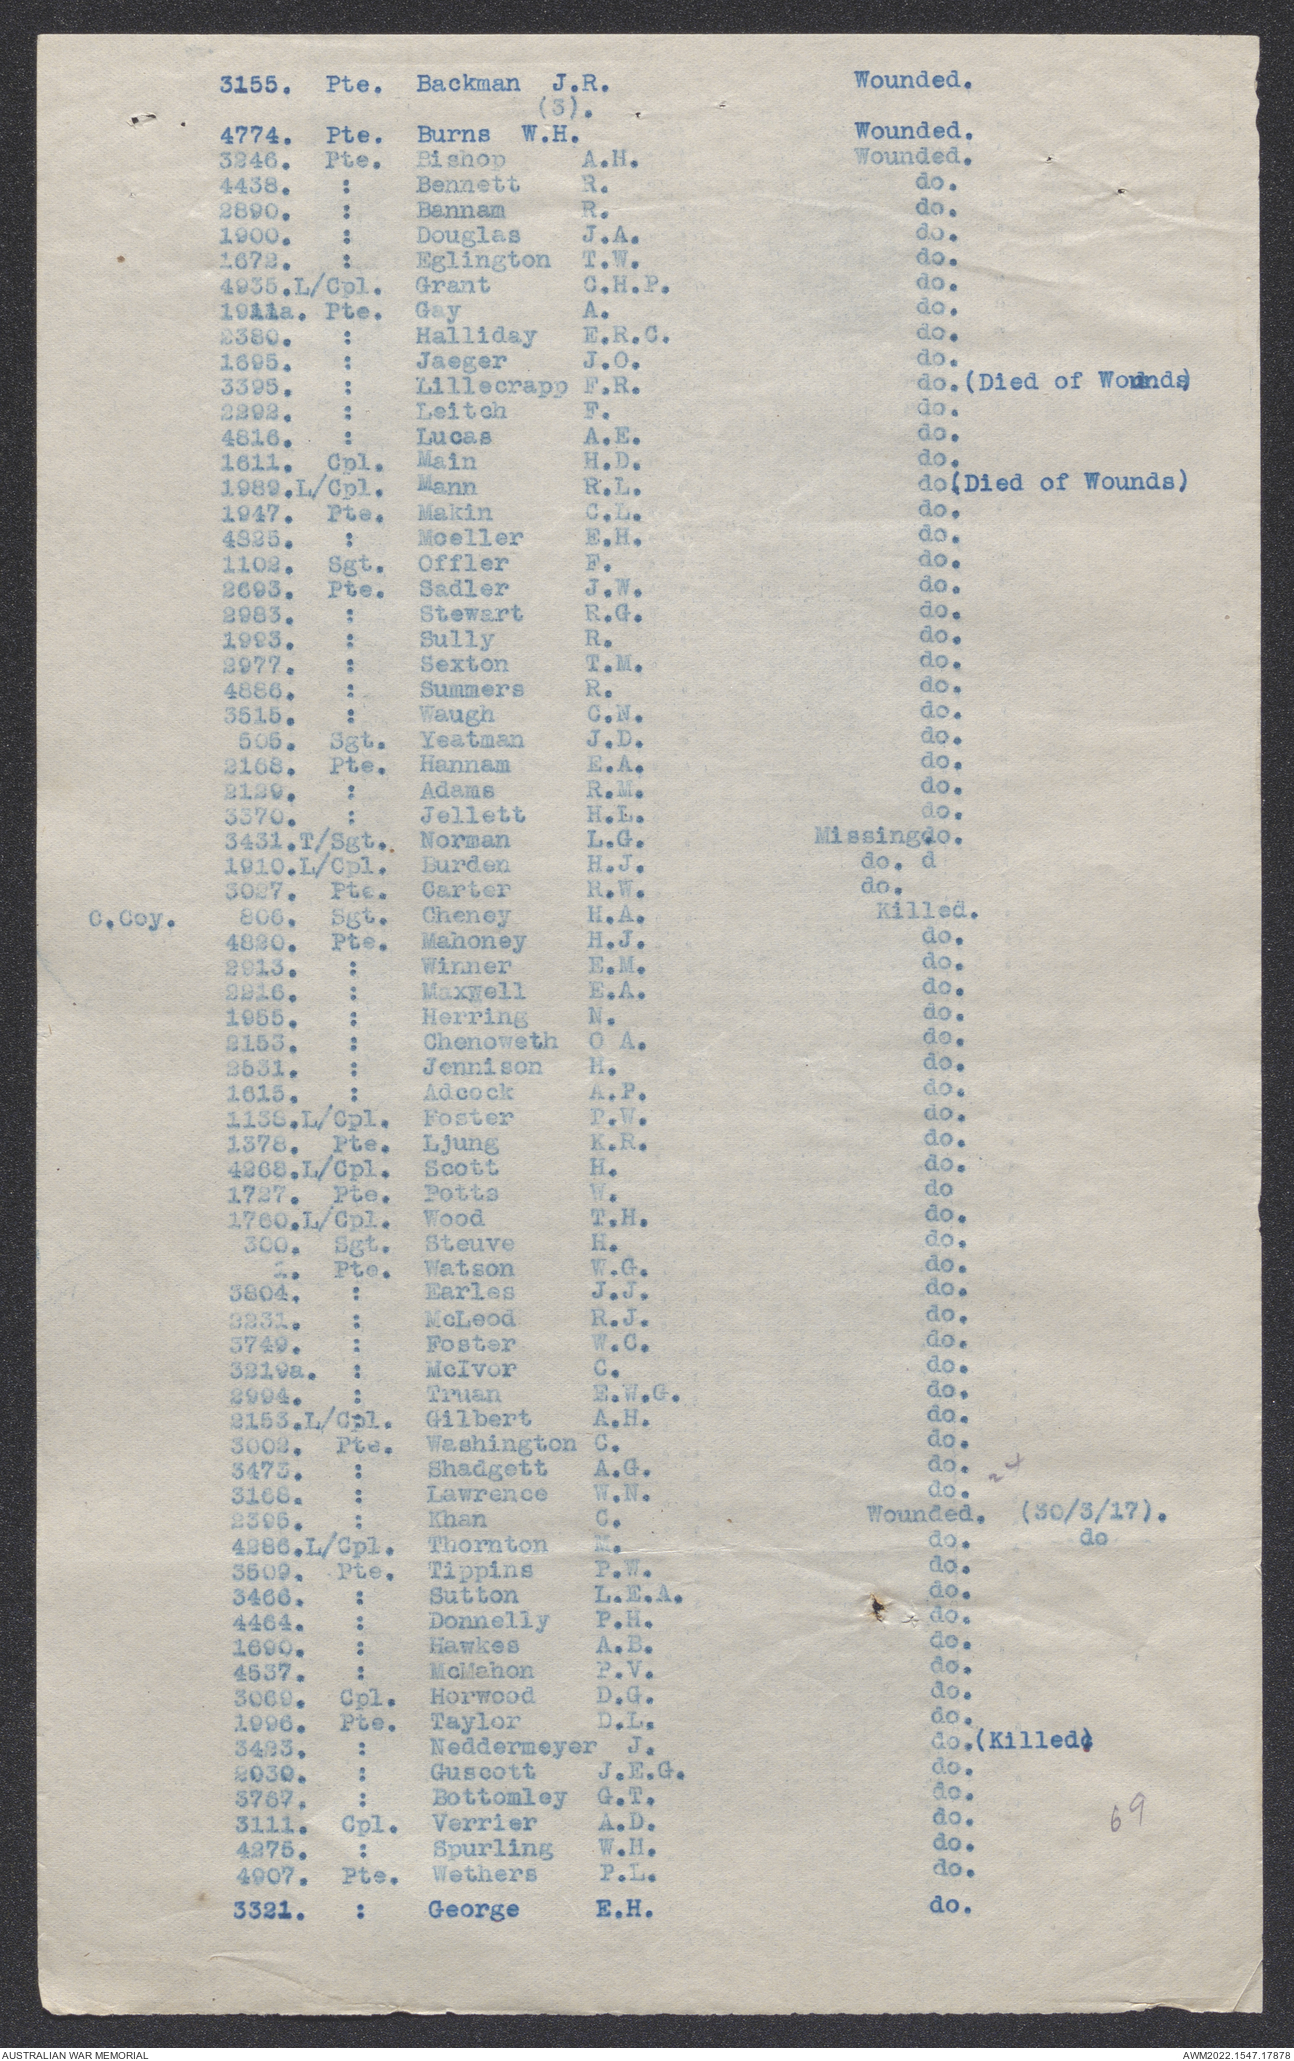 3155. Pte. Backman J.R. Wounded.
(3).
4774. Pte. Burns W.H. Wounded.
3246. Pte. Bishop A.H. Wounded.
4438. : Bennett R. do.
2890. : Bannam R. do.
1900. : Douglas J.A. do.
1672. : Eglington T.W. do.
4935.L/Cpl. Grant C.H.P. do.
1911a. Pte. Gay A. do.
2380. : Halliday E.R.C. do.
1695. : Jaeger J.O. do.
3395. : Lillecrapp F.R. do.(Died of Wounds)
2292. : Leitch F. do.
4816. : Lucas A.E. do.
1611. Cpl. Main H.D. do.
1989.L/Cpl. Mann R.L. do(Died of Wounds)
1947. Pte. Makin C.L. do.
4825. : Moeller E.H. do.
1102. Sgt. Offler F. do.
2693. Pte. Sadler J.W. do.
2983. : Stewart R.G. do.
1993. : Sully R. do.
2977. : Sexton T.M. do.
4886. : Summers R. do.
3515. : Waugh C.N. do.
505. Sgt. Yeatman J.D. do.
2168. Pte. Hannam E.A. do.
2129. : Adams R.M. do.
3370. : Jellett H.L. do.
3431.T/Sgt. Norman L.G. Missingdo.
1910.L/Cpl. Burden H.J. do. d
3027. Pte. Carter R.W. do.
C.Coy. 806. Sgt. Cheney H.A. Killed.
4820. Pte. Mahoney H.J. do.
2913. : Winner E.M. do.
2216. : Maxwell E.A. do.
1955. : Herring N. do.
2153. : Chenoweth O A. do.
2531. : Jennison H. do.
1615. : Adcock A.P. do.
1138.L/Cpl. Foster P.W. do.
1378. Pte. Ljung K.R. do.
4268.L/Cpl. Scott H. do.
1727. Pte. Potts W. do
1760.L/Cpl. Wood T.H. do.
300. Sgt. Steuve H. do.
1. Pte. Watson W.G. do.
3804. : Earles J.J. do.
2231. : McLeod R.J. do.
3749. : Foster W.C. do.
3219a. : McIvor C. do.
2994. : Truan E.W.G. do.
2153.L/Cpl. Gilbert A.H. do.
3002. Pte. Washington C. do.
3473. : Shadgett A.G. do.
3168. : Lawrence W.N. do.
2395. : Khan C. Wounded. (30/3/17).
4286.L/Cpl. Thornton M. do. do
3509. Pte. Tippins P.W. do.
3466. : Sutton L.E.A. do.
4464. : Donnelly P.H. do.
1690. : Hawkes A.B. do.
4537. : McMahon P.V. do.
3069. Cpl. Horwood D.G. do.
1996. Pte. Taylor D.L. do.
3423. : Neddermeyer J. do.(Killed)
2030. : Guscott J.E.G. do.
3767. : Bottomley G.T. do.
3111. Cpl. Verrier A.D. do.
69
4275. : Spurling W.H. do.
4907. Pte. Wethers P.L. do.
3321. : George E.H. do.
AUSTRALIAN WAR MEMORIAL AWM2022.1547.17878